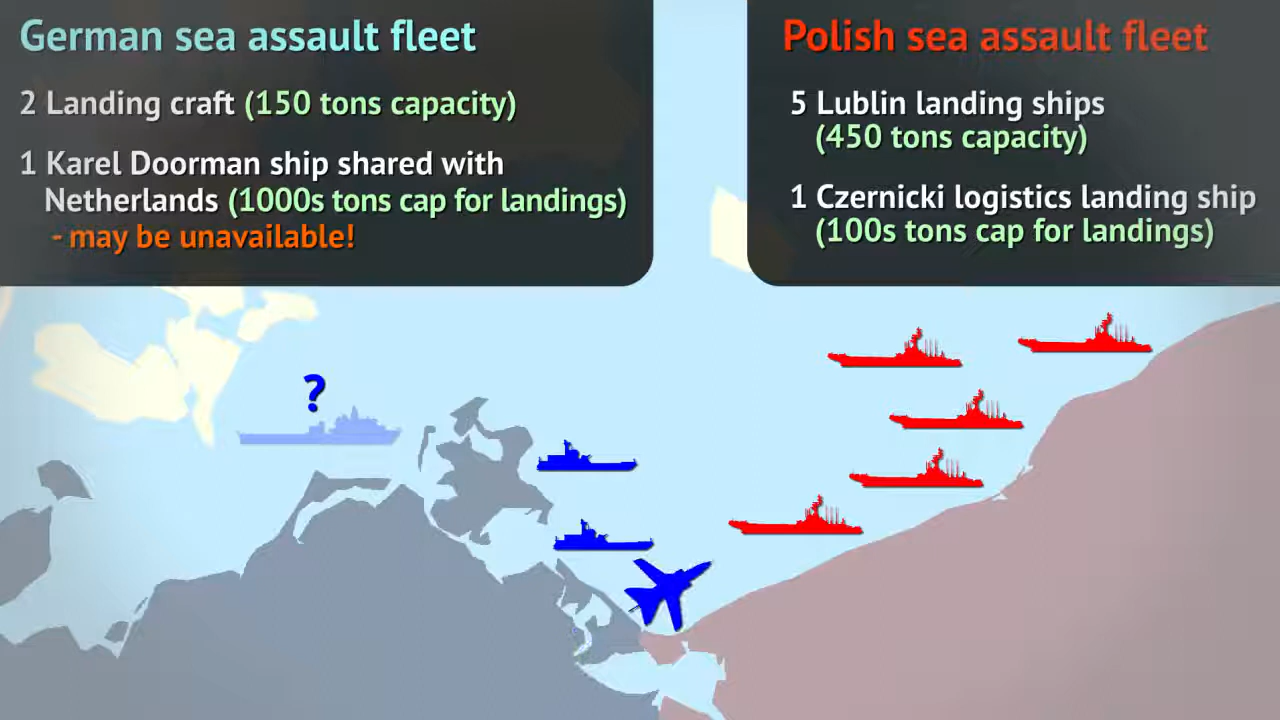 German sea assault fleet
2 Landing craft (150 tons capacity)
1 Karel Doorman ship shared with
Netherlands (1000s tons cap for landings)
- may be unavailable!
?
Polish sea assault fleet
5 Lublin landing ships
(450 tons capacity)
1 Czernicki logistics landing ship
(100s tons cap for landings)